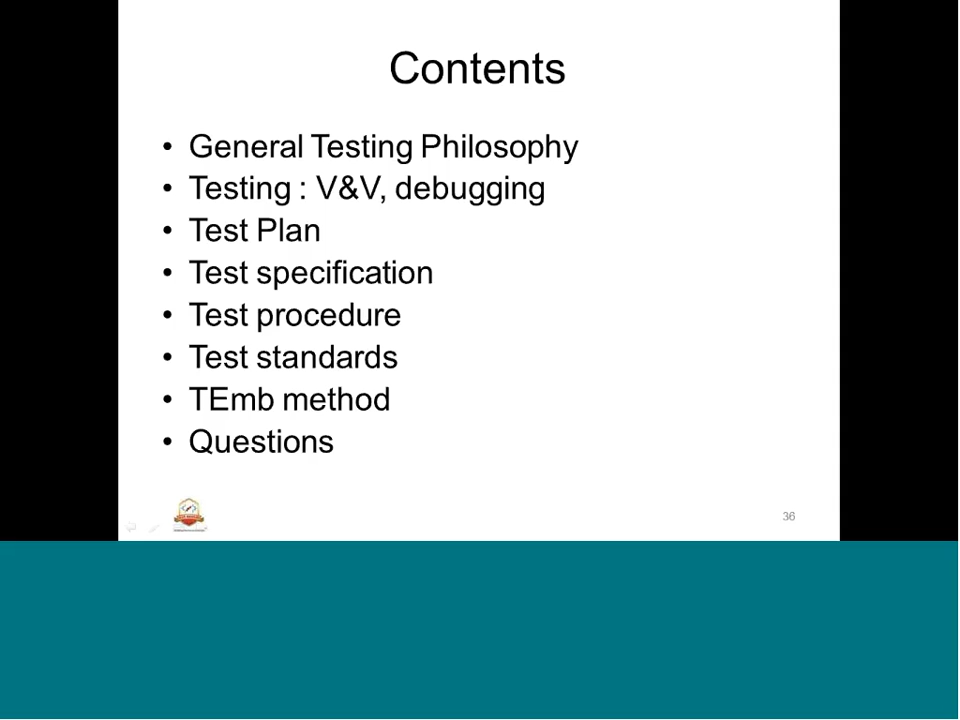 Contents
• General Testing Philosophy
• Testing : V&V, debugging
• Test Plan
• Test specification
• Test procedure
• Test standards
• TEmb method
• Questions
36